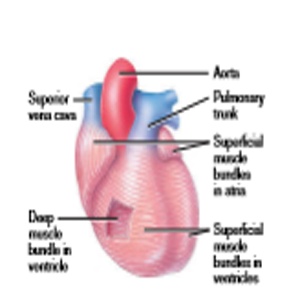 Aorta
Superior
vena cava
Pulmonary
trunk
Superficial
muscle
bundles
in atria
Deep
muscle
bundle in
ventricle
Superficial
muscle
bundles in
ventricles